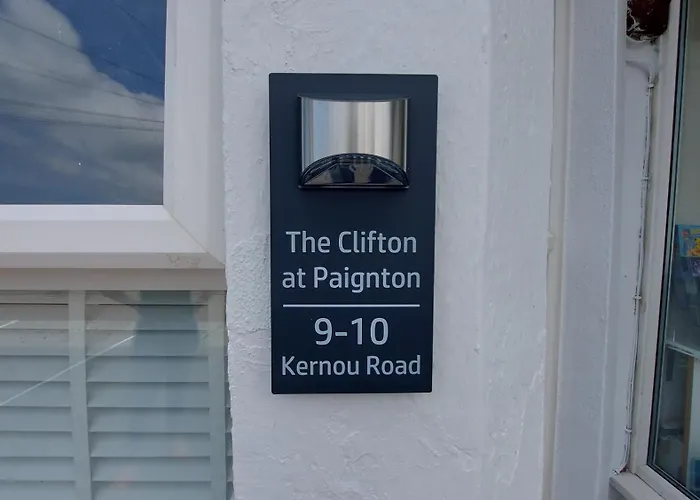 The Clifton
at Paignton
9-10
Kernou Road